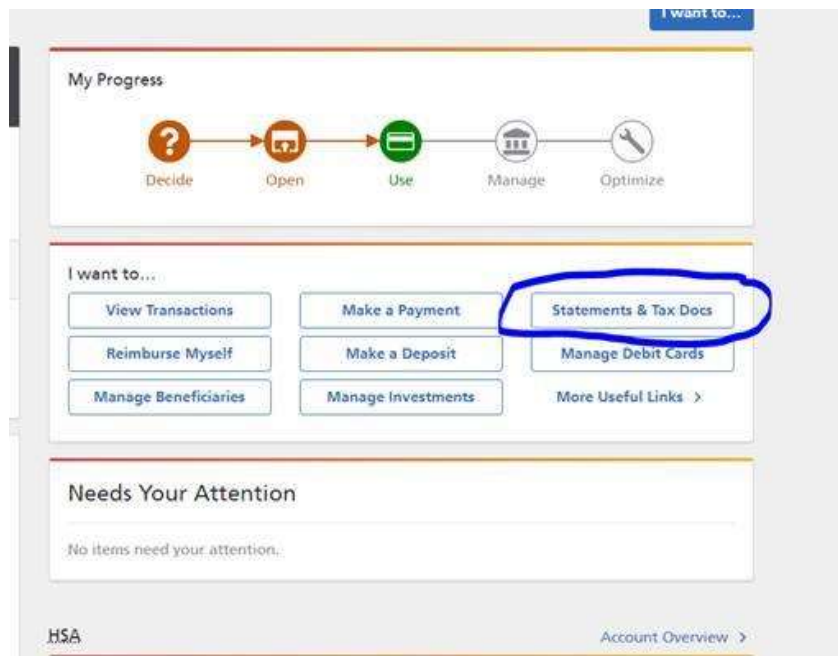 I want to...
My Progress
?
Decide Open Use Manage Optimize
I want to...
View Transactions Make a Payment Statements & Tax Docs
Reimburse Myself Make a Deposit Manage Debit Cards
Manage Beneficiaries Manage Investments More Useful Links >
Needs Your Attention
No items need your attention.
HSA Account Overview >